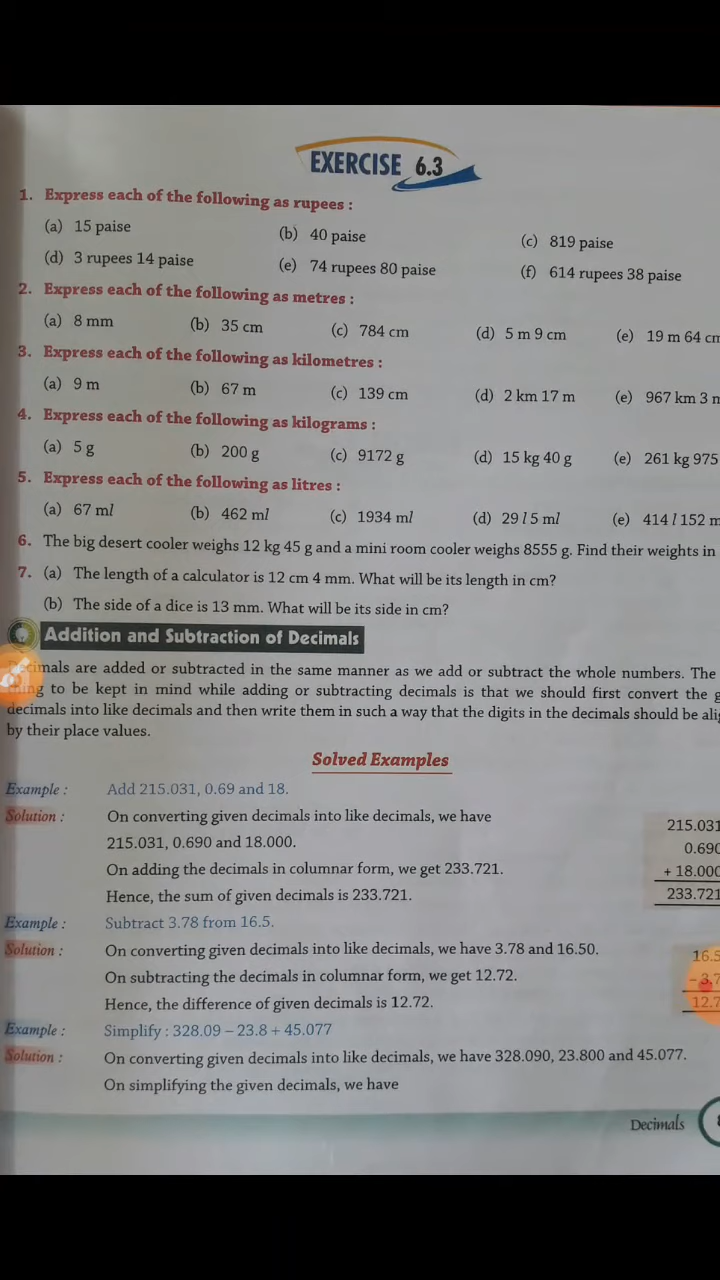 EXERCISE 6.3
1. Express each of the following as rupees :
(a) 15 paise (b) 40 paise (c) 819 paise
(d) 3 rupees 14 paise (e) 74 rupees 80 paise (f) 614 rupees 38 paise
2. Express each of the following as metres :
(a) 8 mm (b) 35 cm (c) 784 cm (d) 5 m 9 cm (e) 19 m 64 cm
3. Express each of the following as kilometres :
(a) 9 m (b) 67 m (c) 139 cm (d) 2 km 17 m (e) 967 km 3 m
4. Express each of the following as kilograms :
(a) 5 g (b) 200 g (c) 9172 g (d) 15 kg 40 g (e) 261 kg 975
5. Express each of the following as litres :
(a) 67 ml (b) 462 ml (c) 1934 ml (d) 29 l 5 ml (e) 414 l 152 m
6. The big desert cooler weighs 12 kg 45 g and a mini room cooler weighs 8555 g. Find their weights in
7. (a) The length of a calculator is 12 cm 4 mm. What will be its length in cm?
(b) The side of a dice is 13 mm. What will be its side in cm?
Addition and Subtraction of Decimals
cimals are added or subtracted in the same manner as we add or subtract the whole numbers. The
to be kept in mind while adding or subtracting decimals is that we should first convert the g
decimals into like decimals and then write them in such a way that the digits in the decimals should be alig
by their place values.
Solved Examples
Example : Add 215.031, 0.69 and 18.
Solution : On converting given decimals into like decimals, we have
215.031
215.031, 0.690 and 18.000.
0.690
On adding the decimals in columnar form, we get 233.721.
+ 18.000
Hence, the sum of given decimals is 233.721.
233.721
Example : Subtract 3.78 from 16.5.
Solution : On converting given decimals into like decimals, we have 3.78 and 16.50.
16.5
On subtracting the decimals in columnar form, we get 12.72.
– 3.7
Hence, the difference of given decimals is 12.72.
12.7
Example : Simplify : 328.09 – 23.8 + 45.077
Solution : On converting given decimals into like decimals, we have 328.090, 23.800 and 45.077.
On simplifying the given decimals, we have
Decimals